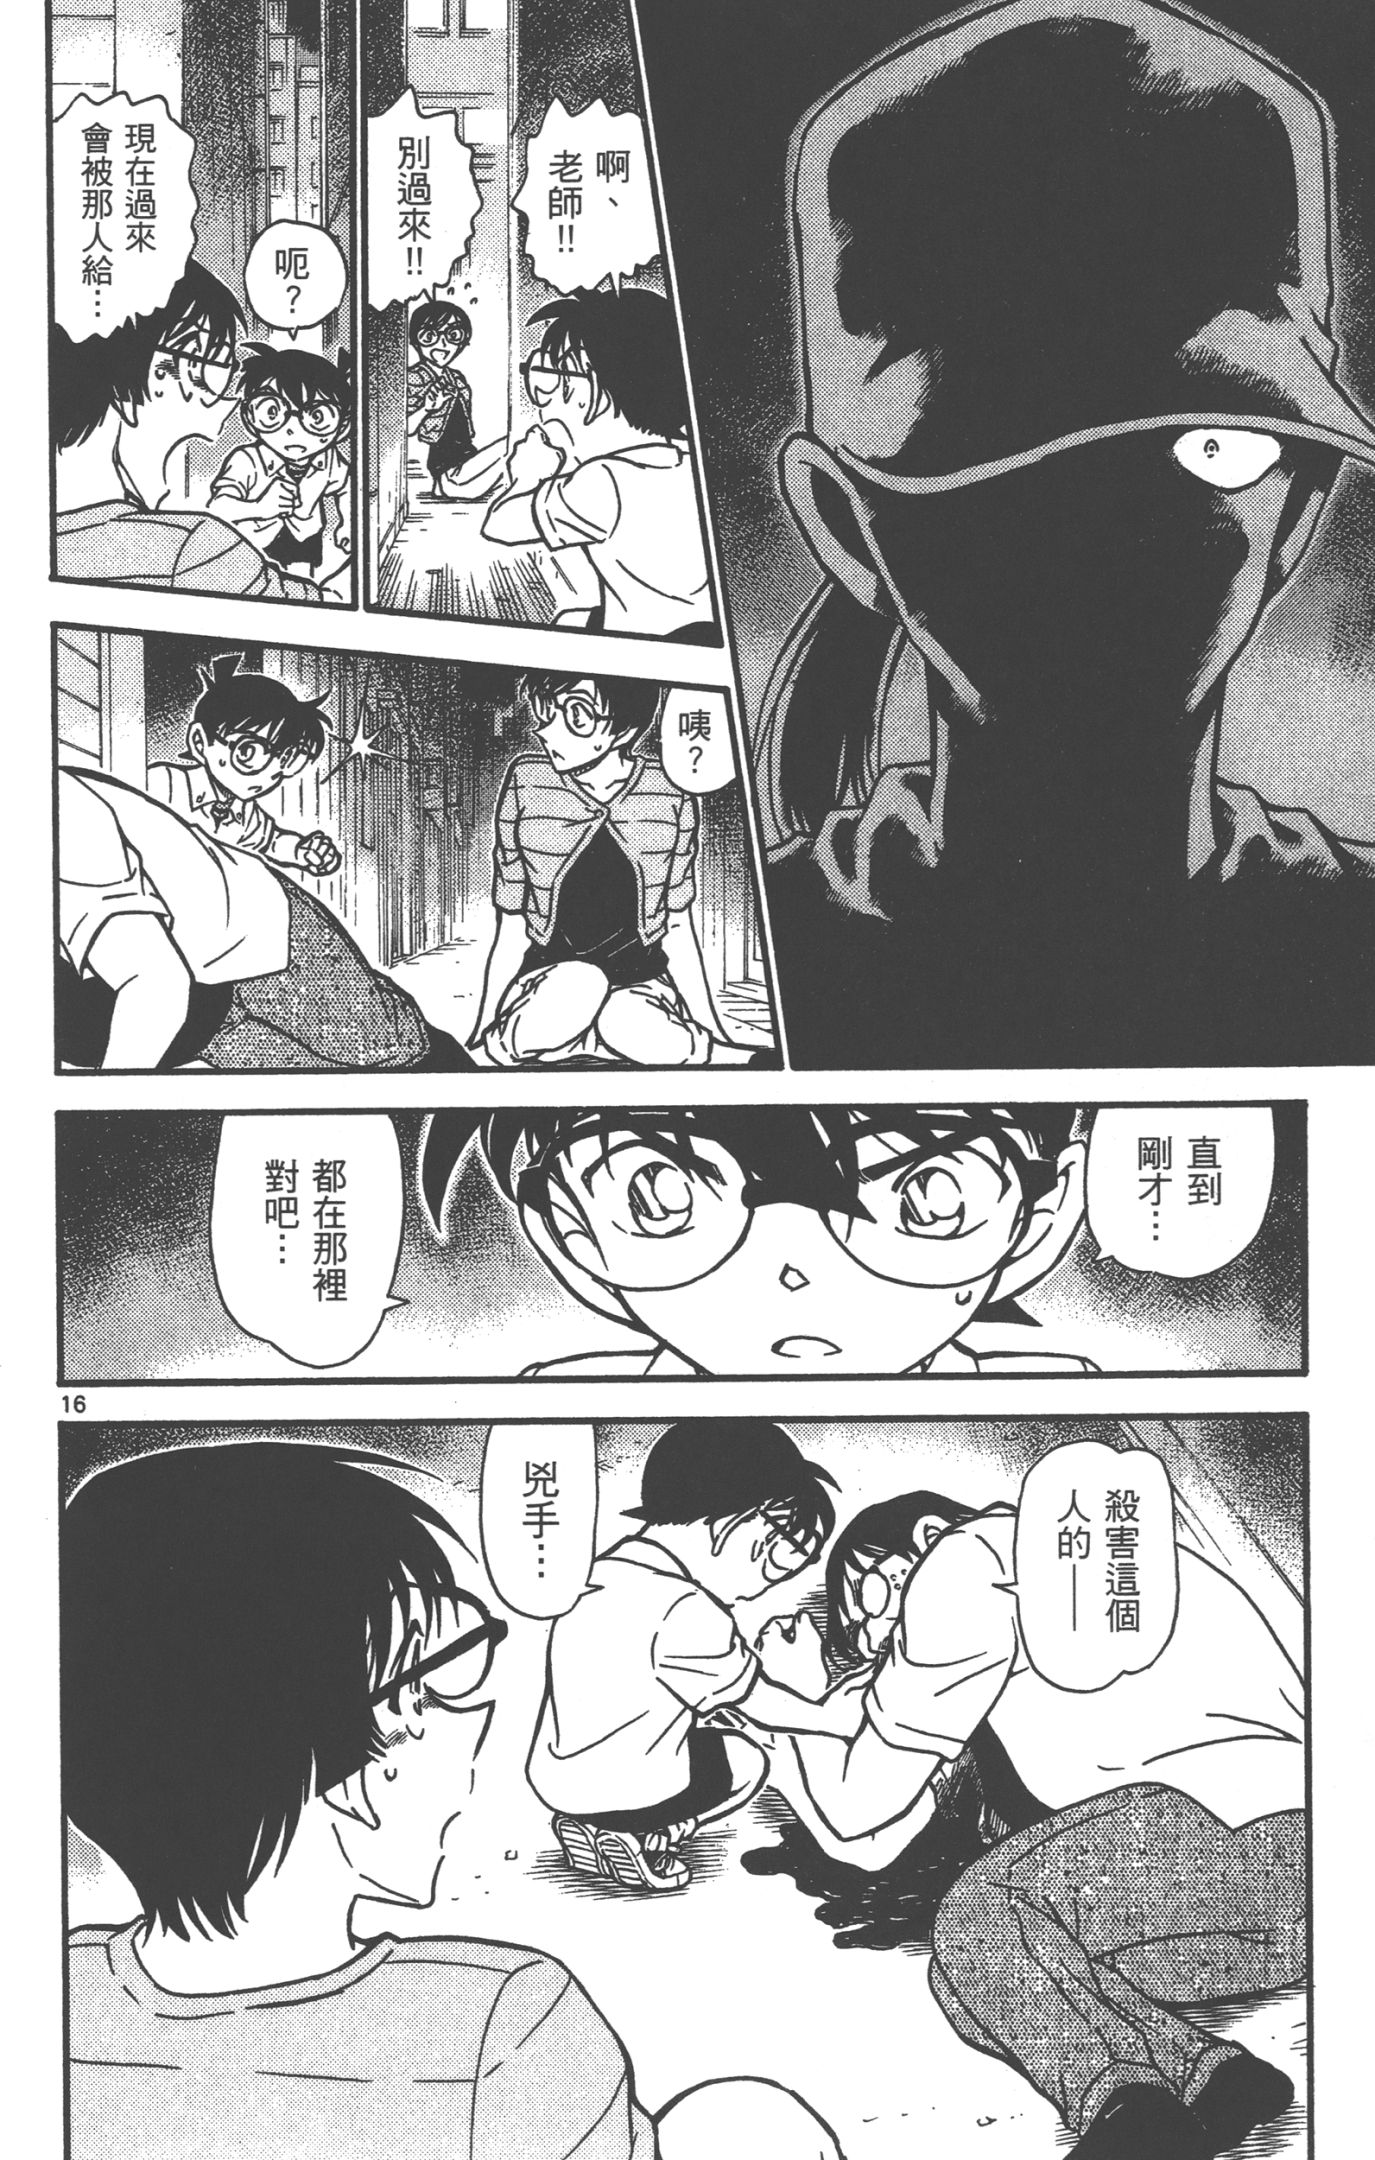 啊、
老師!!
別過來!!
呃？
現在過來
會被那人給…
咦？
直到
剛才…
都在那裡
對吧…
16
殺害這個
人的——
兇手…